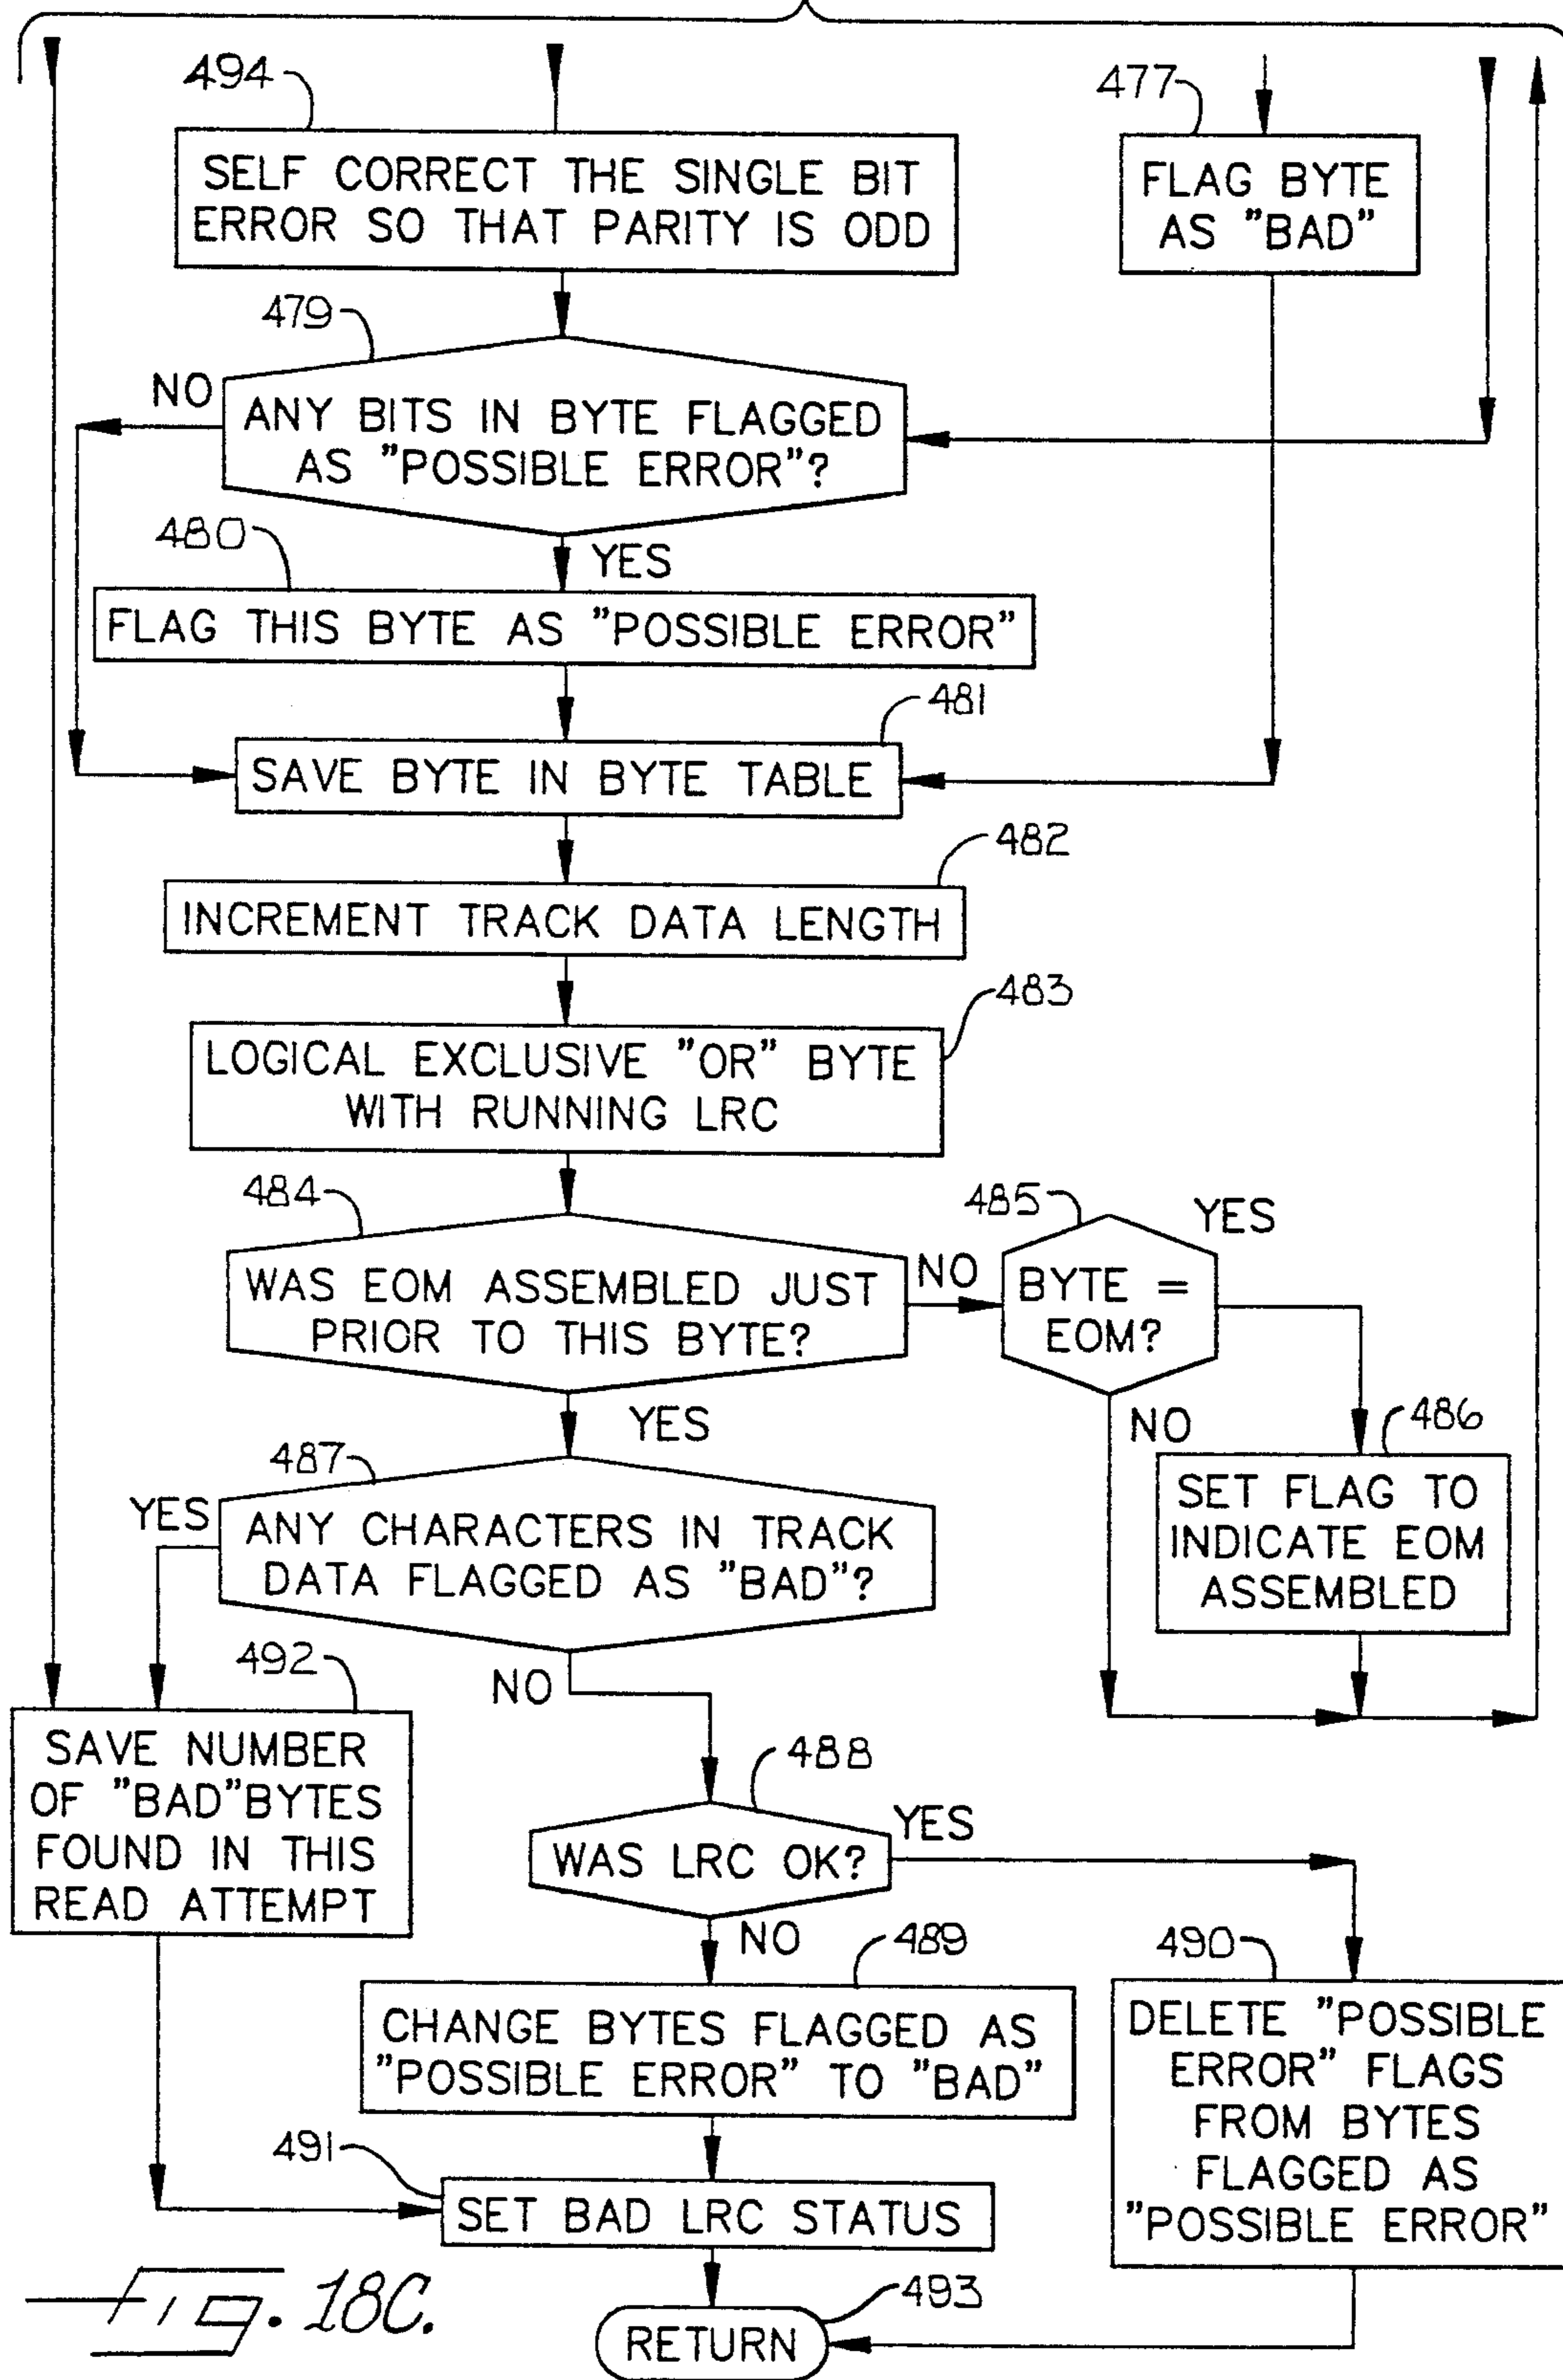 494
SELF CORRECT THE SINGLE BIT
ERROR SO THAT PARITY IS ODD
477
FLAG BYTE
AS "BAD"
479
NO
ANY BITS IN BYTE FLAGGED
AS "POSSIBLE ERROR"?
480
YES
FLAG THIS BYTE AS "POSSIBLE ERROR"
481
SAVE BYTE IN BYTE TABLE
482
INCREMENT TRACK DATA LENGTH
483
LOGICAL EXCLUSIVE "OR" BYTE
WITH RUNNING LRC
484
WAS EOM ASSEMBLED JUST
PRIOR TO THIS BYTE?
NO
485
YES
BYTE =
EOM?
NO
486
SET FLAG TO
INDICATE EOM
ASSEMBLED
YES
487
YES
ANY CHARACTERS IN TRACK
DATA FLAGGED AS "BAD"?
NO
492
SAVE NUMBER
OF "BAD"BYTES
FOUND IN THIS
READ ATTEMPT
488
WAS LRC OK?
YES
NO
489
CHANGE BYTES FLAGGED AS
"POSSIBLE ERROR" TO "BAD"
490
DELETE "POSSIBLE
ERROR" FLAGS
FROM BYTES
FLAGGED AS
"POSSIBLE ERROR"
491
SET BAD LRC STATUS
493
RETURN
Fig. 18C.